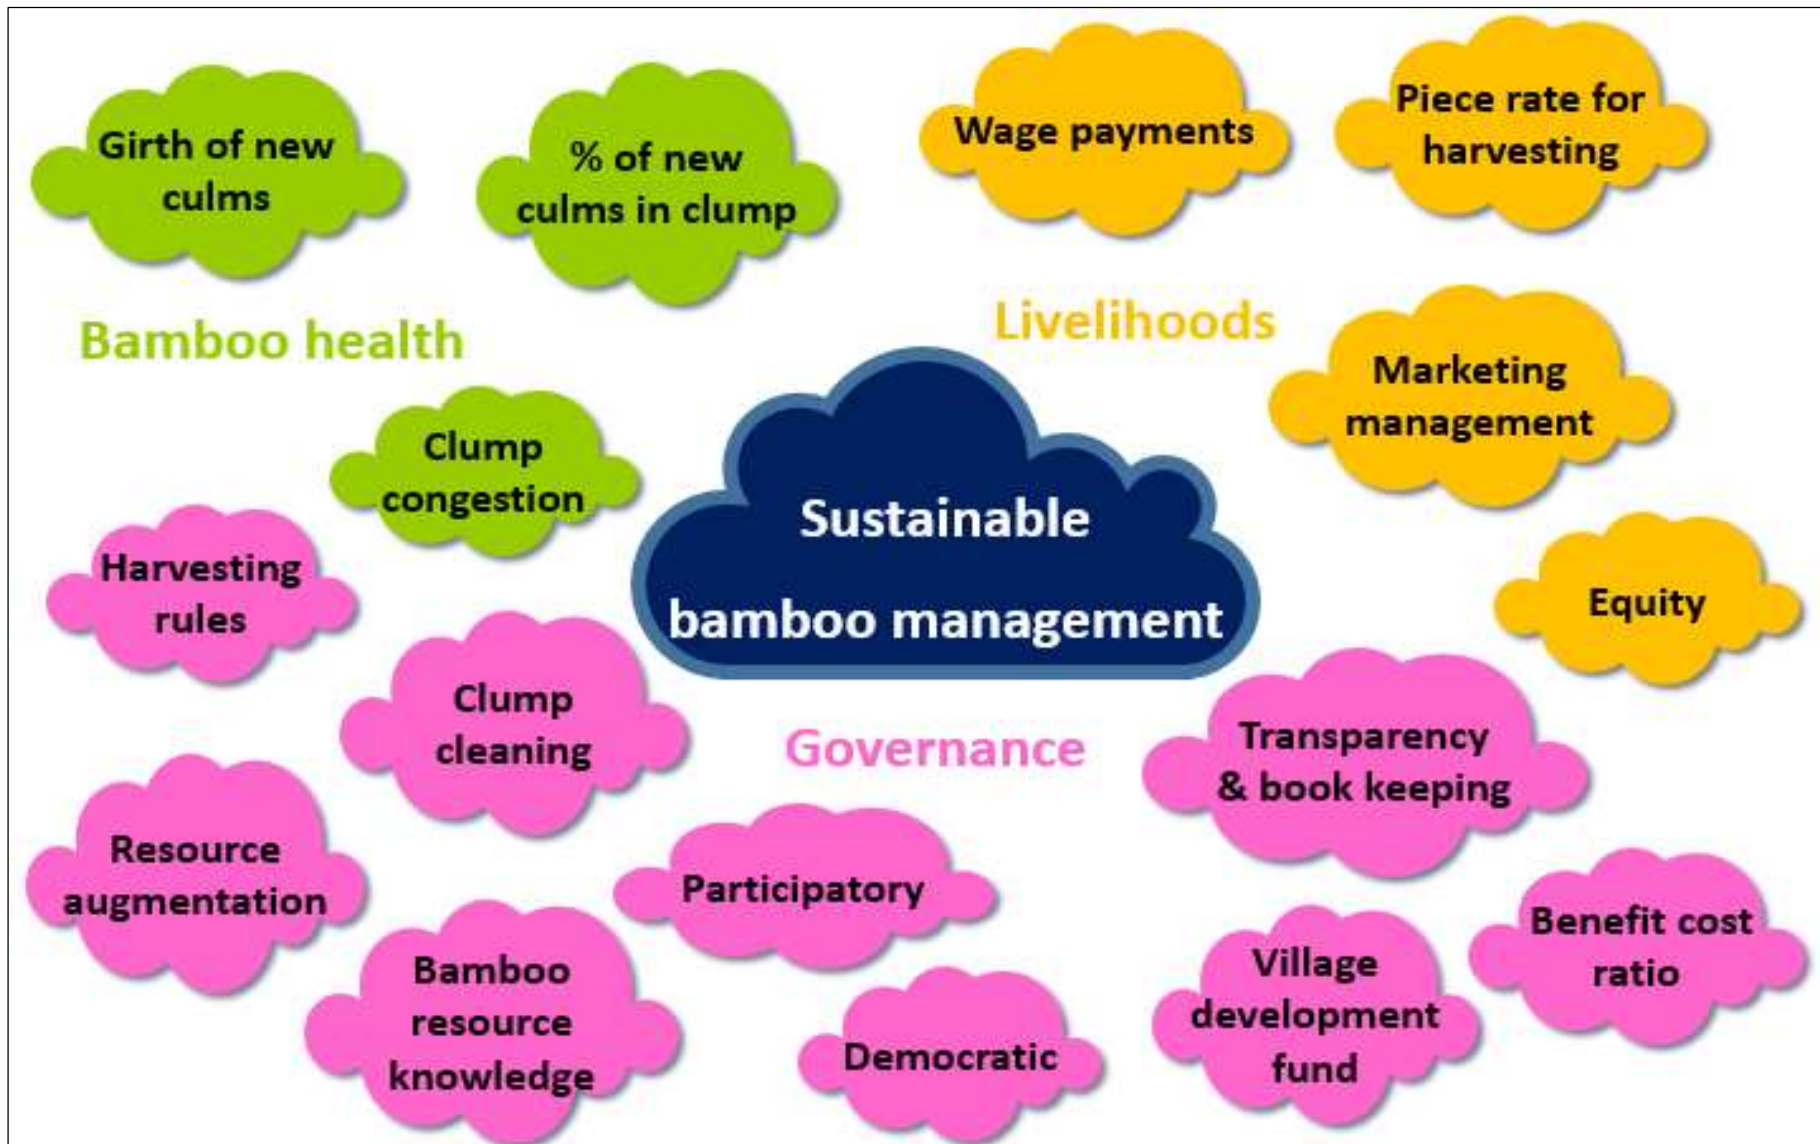 Girth of new
culms
% of new
culms in clump
Wage payments
Piece rate for
harvesting
Bamboo health
Livelihoods
Marketing
management
Clump
congestion
Sustainable
bamboo management
Harvesting
rules
Equity
Clump
cleaning
Governance
Transparency
& book keeping
Resource
augmentation
Participatory
Benefit cost
ratio
Bamboo
resource
knowledge
Democratic
Village
development
fund